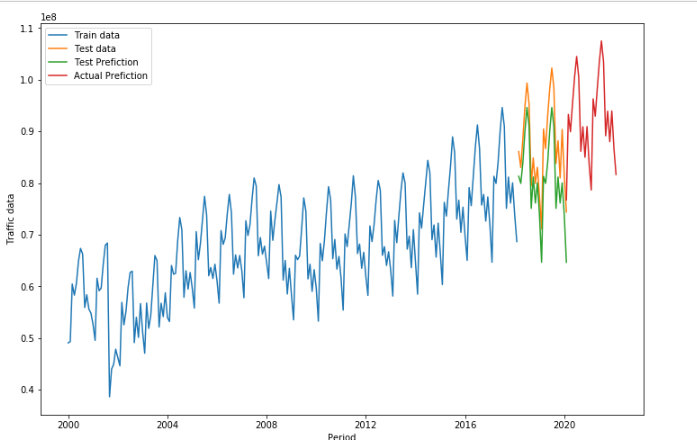 1e8
1.1
1.0
0.9
0.8
0.7
0.6
0.5
0.4
Traffic data
Train data
Test data
Test Prefiction
Actual Prefiction
2000
2004
2008
2012
2016
2020
Period